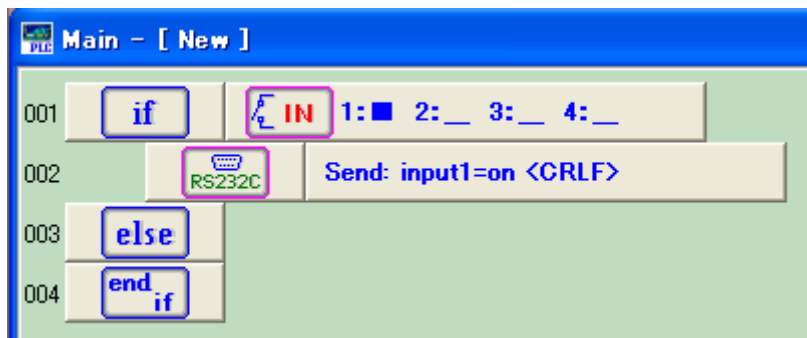 PLC Main - [ New ]
001 if IN 1:■ 2:__ 3:__ 4:__
002 RS232C Send: input1=on <CRLF>
003 else
004 end if